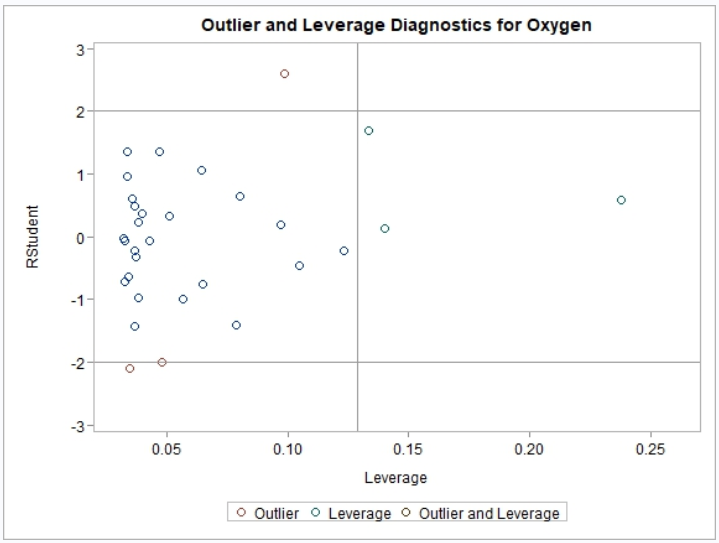 Outlier and Leverage Diagnostics for Oxygen
3
2
1
0
-1
-2
-3
RStudent
0.05 0.10 0.15 0.20 0.25
Leverage
Outlier Leverage Outlier and Leverage